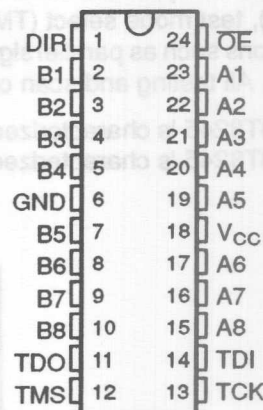 DIR 1 24 OE
B1 2 23 A1
B2 3 22 A2
B3 4 21 A3
B4 5 20 A4
GND 6 19 A5
B5 7 18 VCC
B6 8 17 A6
B7 9 16 A7
B8 10 15 A8
TDO 11 14 TDI
TMS 12 13 TCK